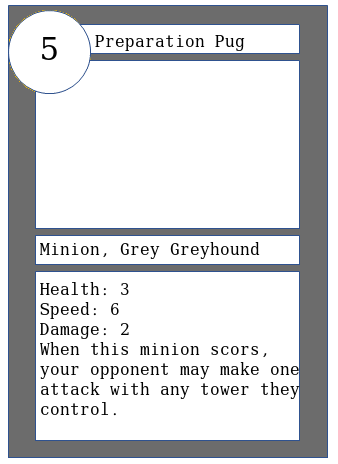 5
Preparation Pug
Minion, Grey Greyhound
Health: 3
Speed: 6
Damage: 2
When this minion scors,
your opponent may make one
attack with any tower they
control.